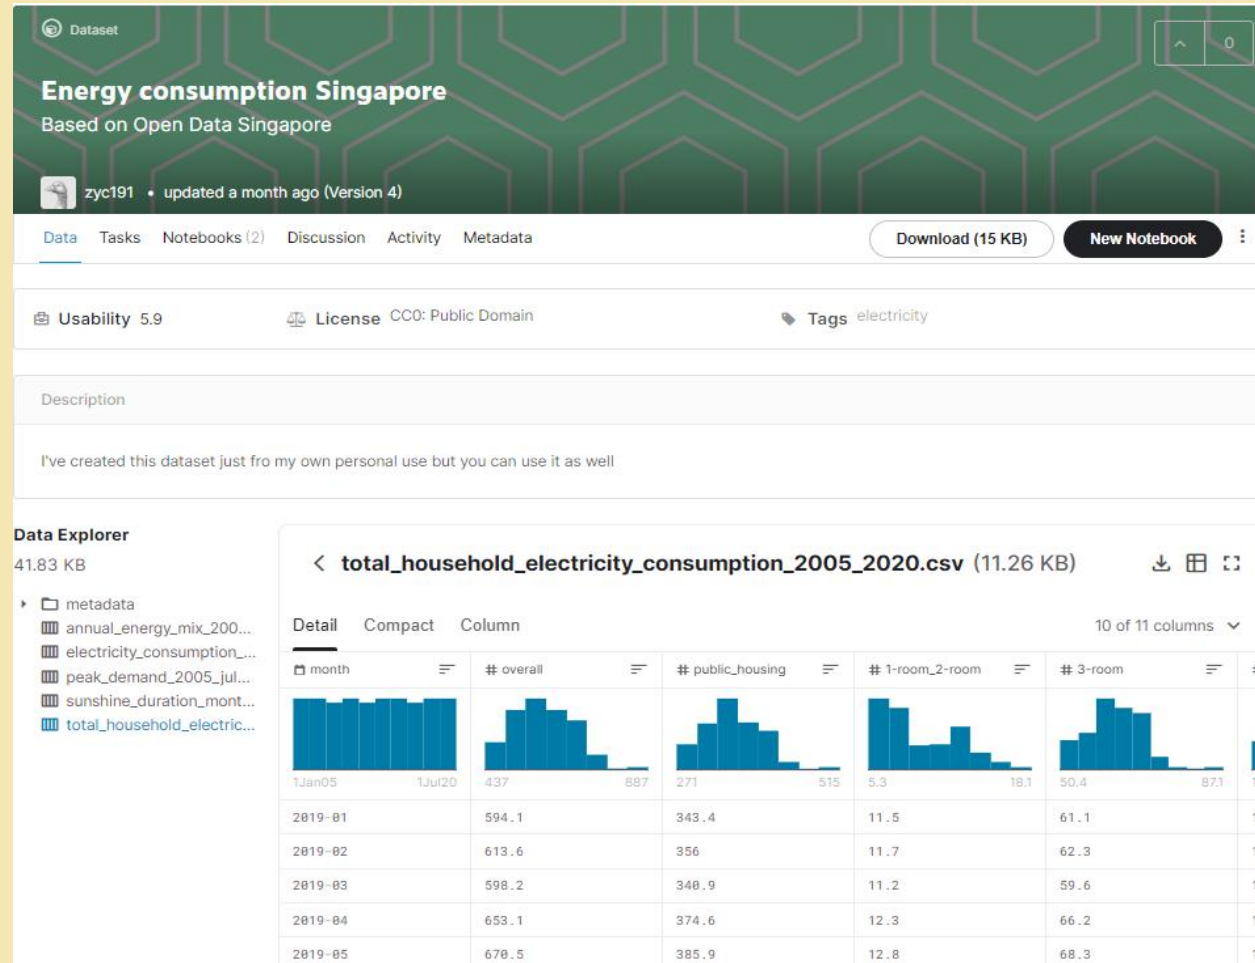 Dataset
0
Energy consumption Singapore
Based on Open Data Singapore
zyc191 • updated a month ago (Version 4)
Data Tasks Notebooks (2) Discussion Activity Metadata Download (15 KB) New Notebook
Usability 5.9 License CC0: Public Domain Tags electricity
Description
I've created this dataset just fro my own personal use but you can use it as well
Data Explorer
41.83 KB
metadata
annual_energy_mix_200...
electricity_consumption_...
peak_demand_2005_jul...
sunshine_duration_mont...
total_household_electric...
< total_household_electricity_consumption_2005_2020.csv (11.26 KB)
Detail Compact Column 10 of 11 columns
month # overall # public_housing # 1-room_2-room # 3-room
1Jan05 1Jul20 437 887 271 515 5.3 18.1 50.4 87.1
2019-01 594.1 343.4 11.5 61.1
2019-02 613.6 356 11.7 62.3
2019-03 598.2 340.9 11.2 59.6
2019-04 653.1 374.6 12.3 66.2
2019-05 670.5 385.9 12.8 68.3